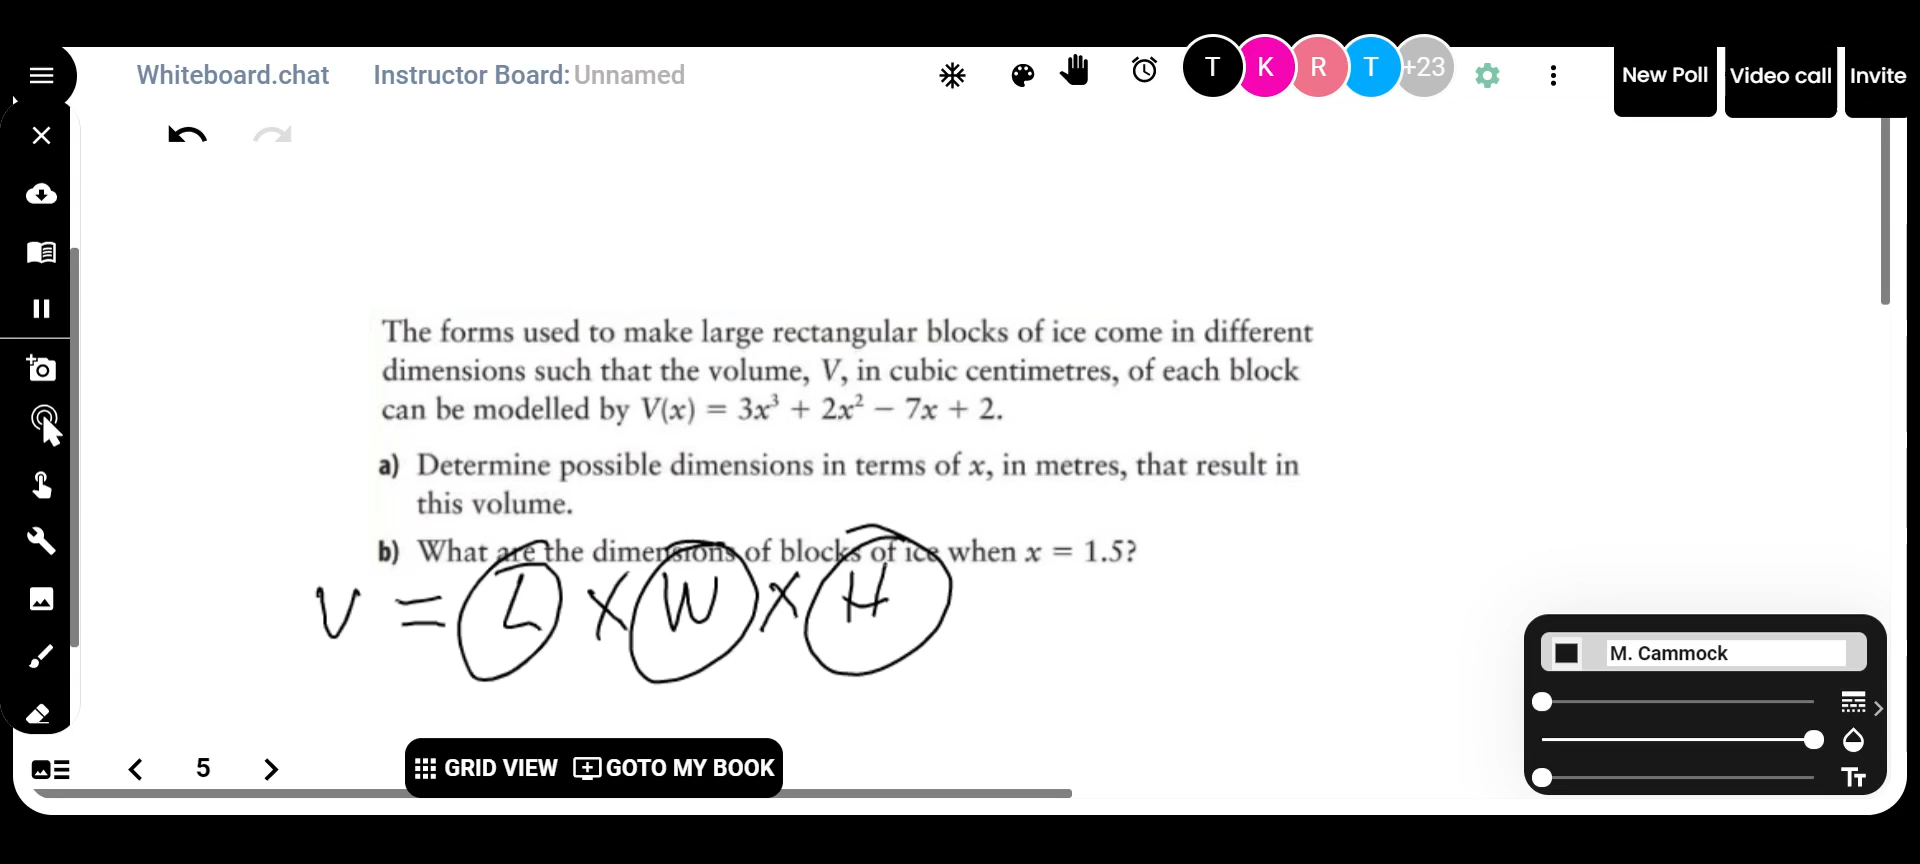 Whiteboard.chat Instructor Board: Unnamed T K R T +23 New Poll Video call Invite
The forms used to make large rectangular blocks of ice come in different
dimensions such that the volume, V, in cubic centimetres, of each block
can be modelled by V(x) = 3x³ + 2x² − 7x + 2.
a) Determine possible dimensions in terms of x, in metres, that result in
this volume.
b) What are the dimensions of blocks of ice when x = 1.5?
V = L × W × H
M. Cammock
Tт
5 GRID VIEW GOTO MY BOOK